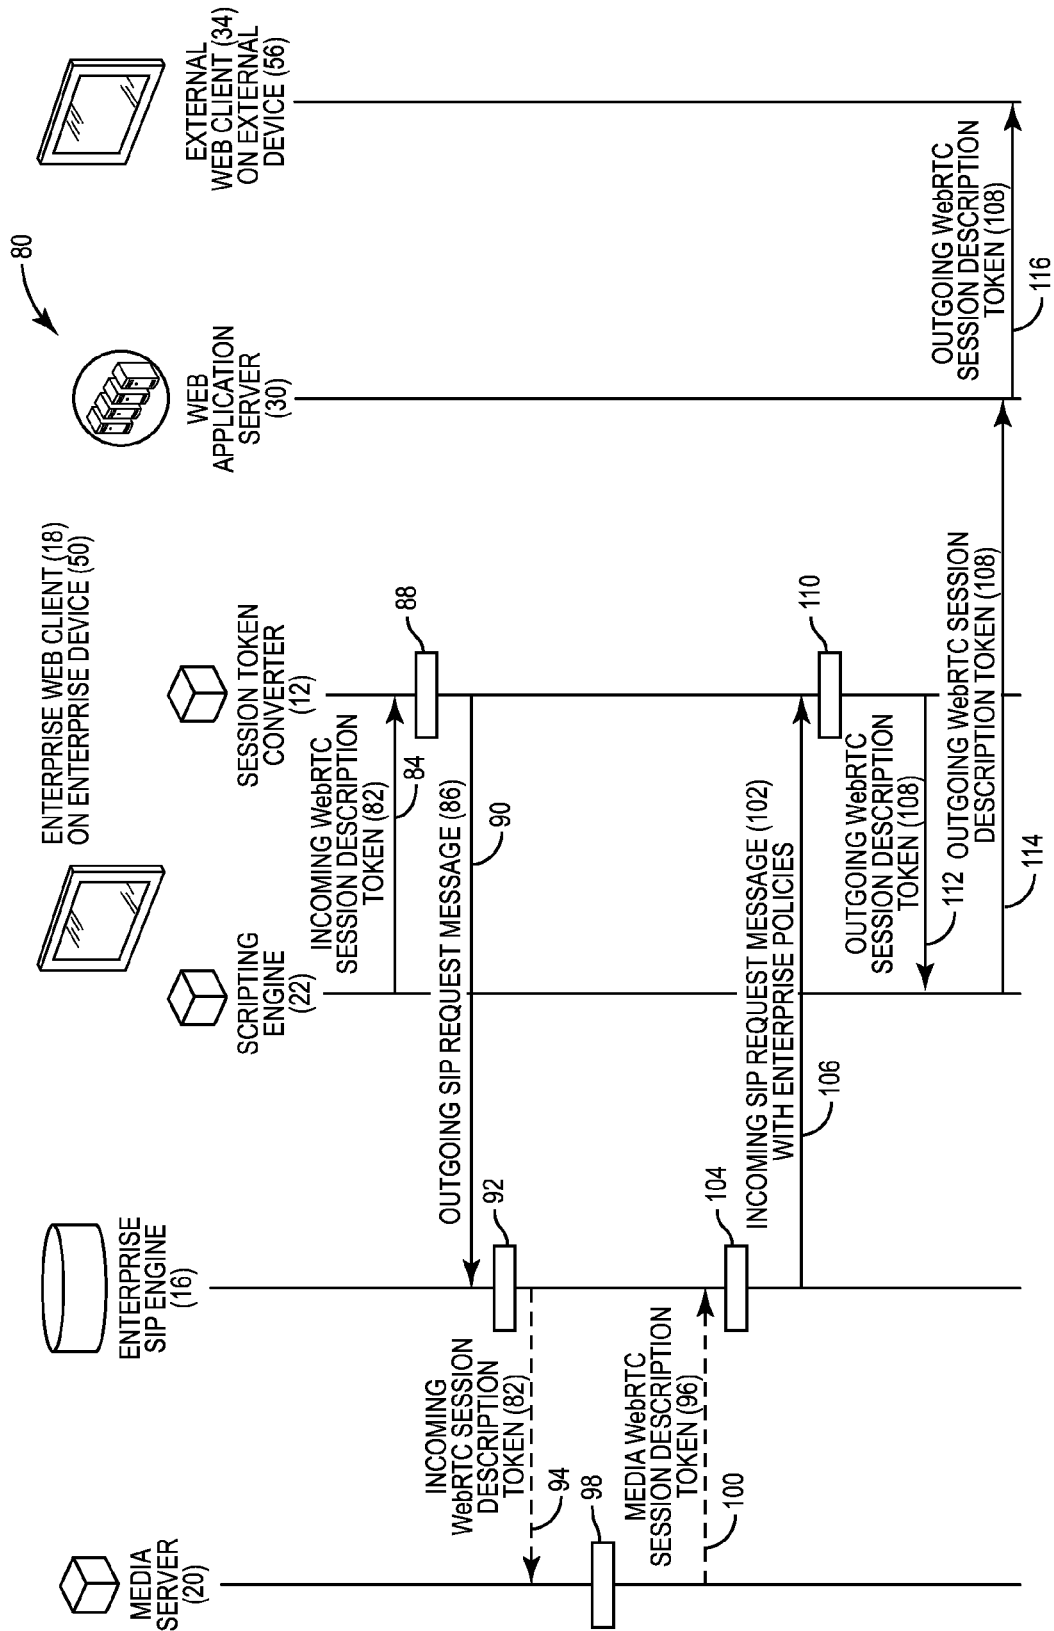 80
MEDIA
SERVER
(20)
ENTERPRISE
SIP ENGINE
(16)
ENTERPRISE WEB CLIENT (18)
ON ENTERPRISE DEVICE (50)
SCRIPTING
ENGINE
(22)
SESSION TOKEN
CONVERTER
(12)
WEB
APPLICATION
SERVER
(30)
EXTERNAL
WEB CLIENT (34)
ON EXTERNAL
DEVICE (56)
INCOMING WebRTC
SESSION DESCRIPTION
TOKEN (82)
84
88
OUTGOING SIP REQUEST MESSAGE (86)
90
92
INCOMING
WebRTC SESSION
DESCRIPTION
TOKEN (82)
94
98
MEDIA WebRTC
SESSION DESCRIPTION
TOKEN (96)
100
104
INCOMING SIP REQUEST MESSAGE (102)
WITH ENTERPRISE POLICIES
106
110
OUTGOING WebRTC
SESSION DESCRIPTION
TOKEN (108)
112
OUTGOING WebRTC SESSION
DESCRIPTION TOKEN (108)
114
OUTGOING WebRTC
SESSION DESCRIPTION
TOKEN (108)
116